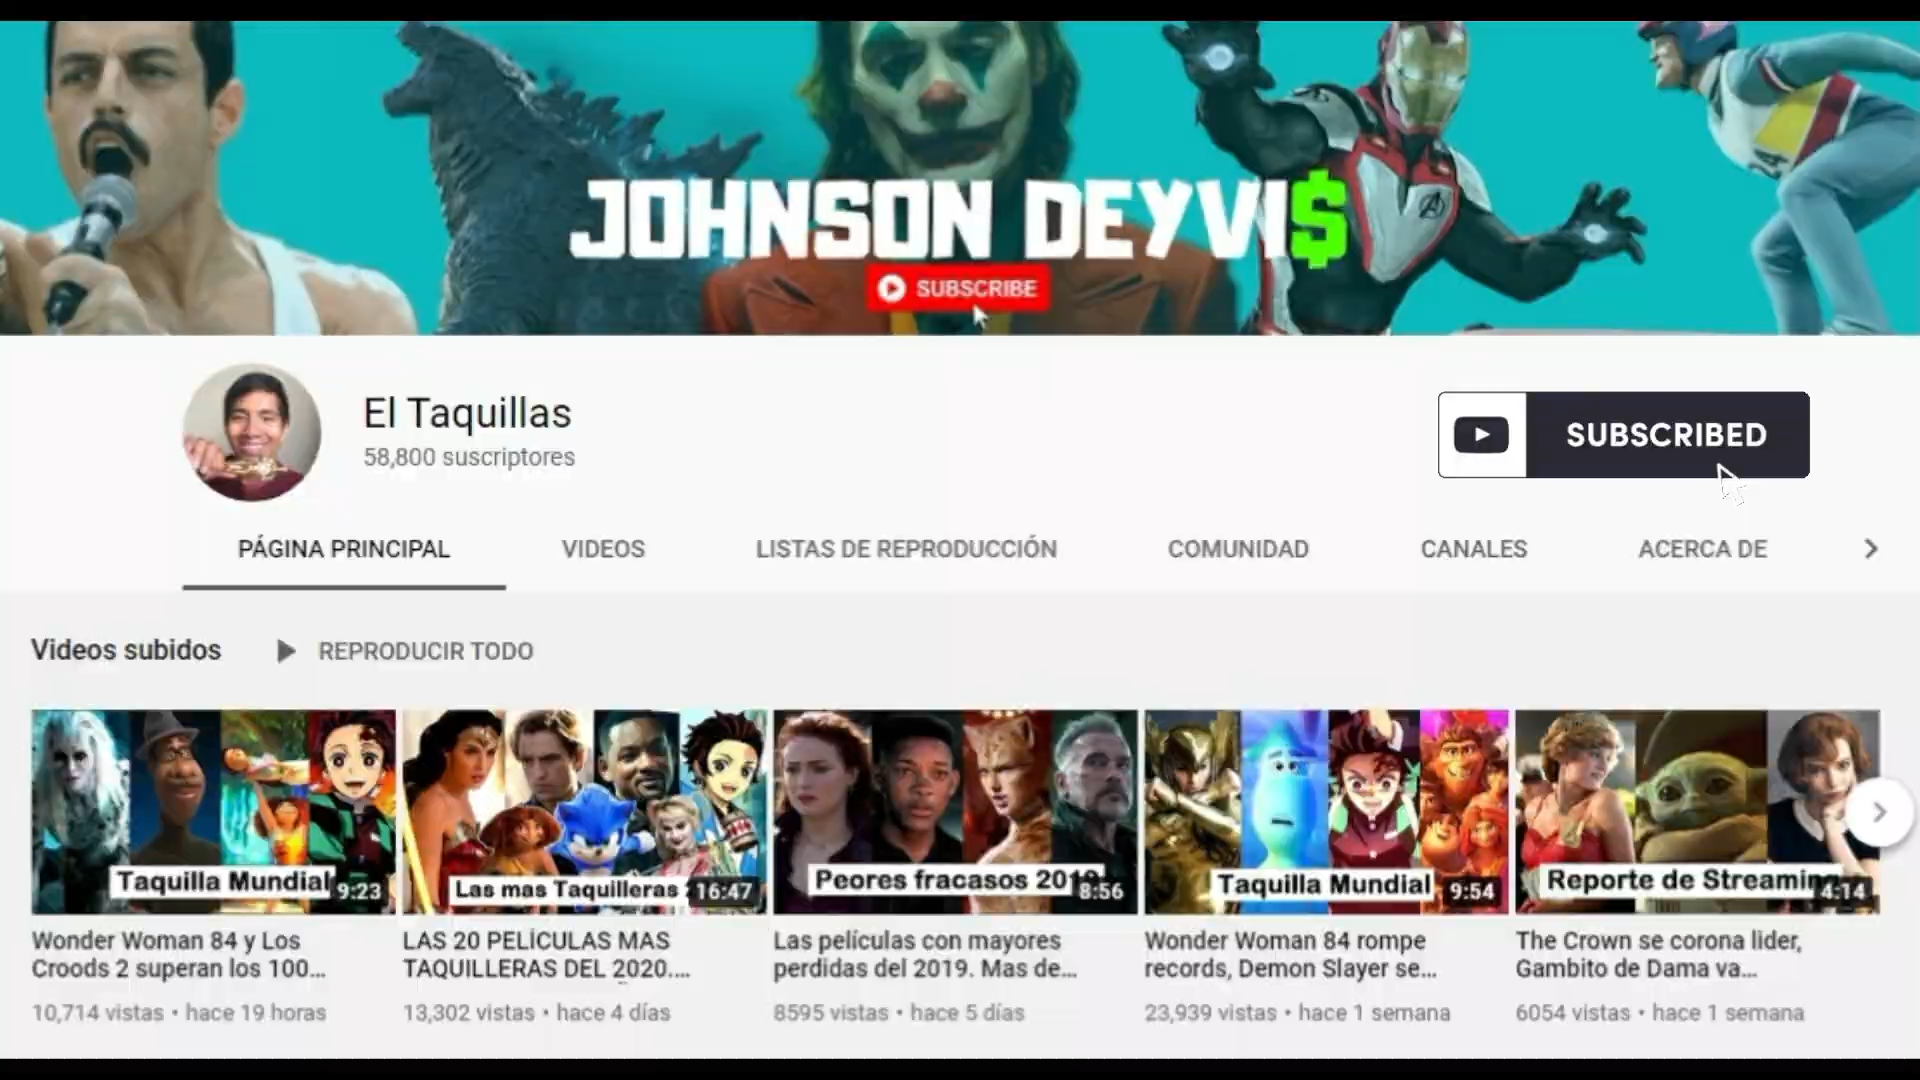 JOHNSON DEYVI$
SUBSCRIBE
El Taquillas
58,800 suscriptores
SUBSCRIBED
PÁGINA PRINCIPAL
VIDEOS
LISTAS DE REPRODUCCIÓN
COMUNIDAD
CANALES
ACERCA DE
Videos subidos
REPRODUCIR TODO
Taquilla Mundial
9:23
Las mas Taquilleras
16:47
Peores fracasos 2019
8:56
Taquilla Mundial
9:54
Reporte de Streaming
4:14
Wonder Woman 84 y Los
Croods 2 superan los 100...
10,714 vistas • hace 19 horas
LAS 20 PELÍCULAS MAS
TAQUILLERAS DEL 2020....
13,302 vistas • hace 4 días
Las películas con mayores
perdidas del 2019. Mas de...
8595 vistas • hace 5 días
Wonder Woman 84 rompe
records, Demon Slayer se...
23,939 vistas • hace 1 semana
The Crown se corona lider,
Gambito de Dama va...
6054 vistas • hace 1 semana